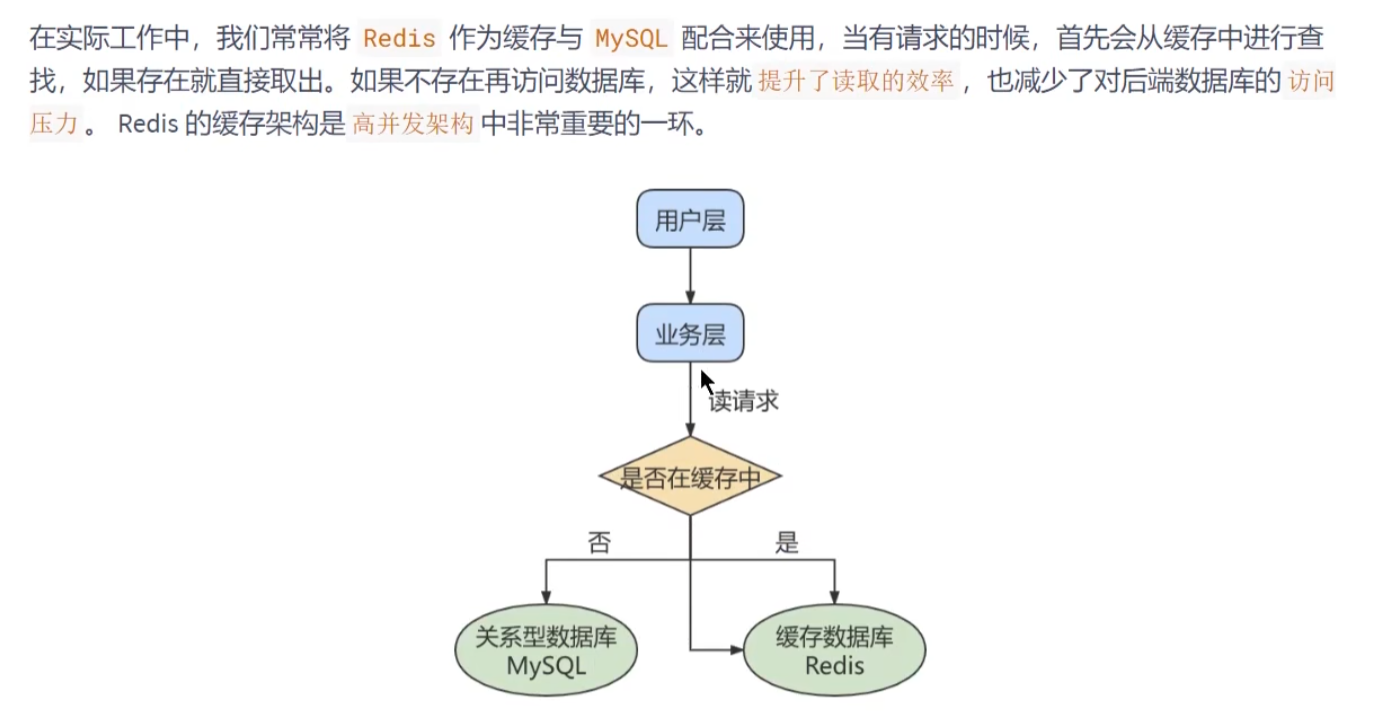 在实际工作中，我们常常将 Redis 作为缓存与 MySQL 配合来使用，当有请求的时候，首先会从缓存中进行查
找，如果存在就直接取出。如果不存在再访问数据库，这样就 提升了读取的效率 ，也减少了对后端数据库的 访问
压力 。 Redis 的缓存架构是 高并发架构 中非常重要的一环。
用户层
业务层
读请求
是否在缓存中
否
是
关系型数据库
MySQL
缓存数据库
Redis